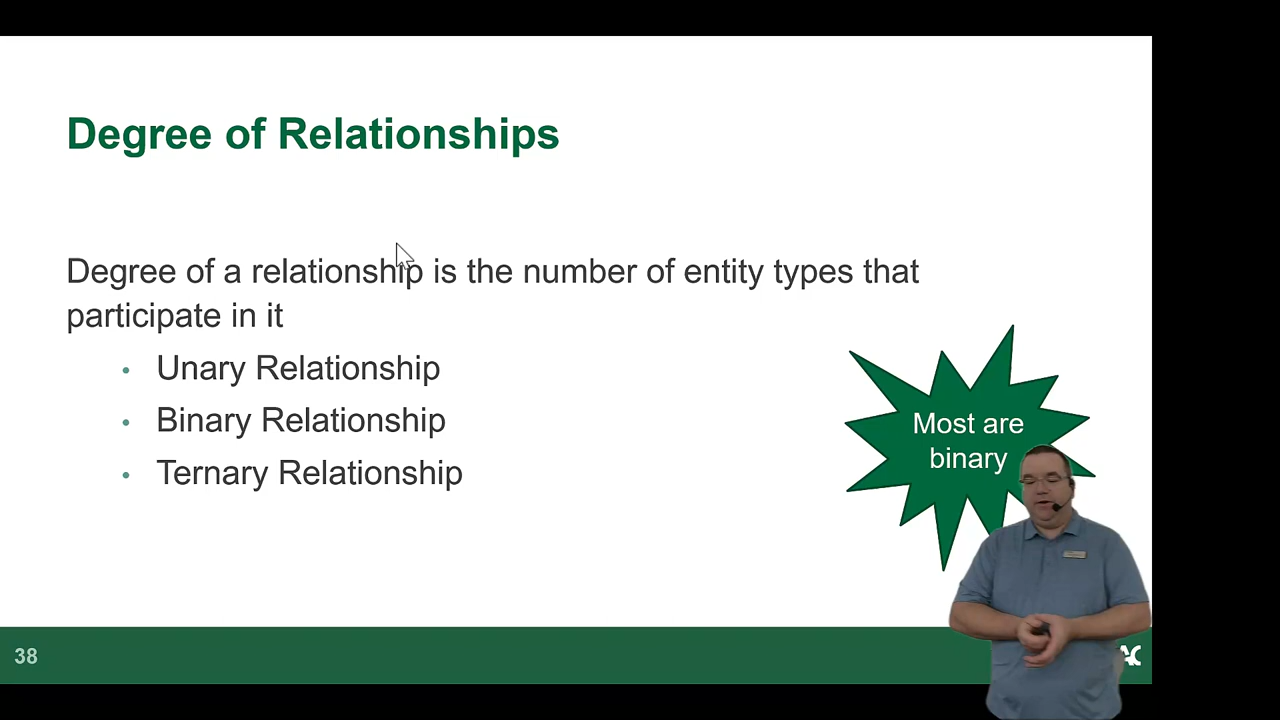 Degree of Relationships
Degree of a relationship is the number of entity types that
participate in it
• Unary Relationship
• Binary Relationship
• Ternary Relationship
Most are
binary
38